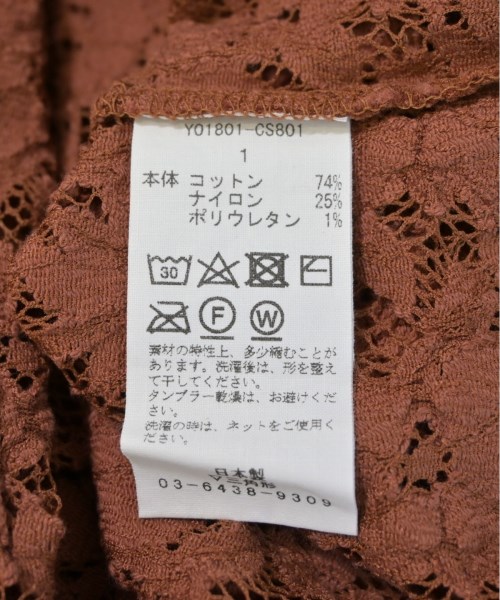 YO1801-CS801
1
本体 コットン 74%
ナイロン 25%
ポリウレタン 1%
30
F W
素材の特性上、多少縮むことが
あります。洗濯後は、形を整え
て干してください。
タンブラー乾燥は、お避けくだ
さい。
洗濯の時は、ネットをご使用く
ださい。
日本製
03-6438-9309